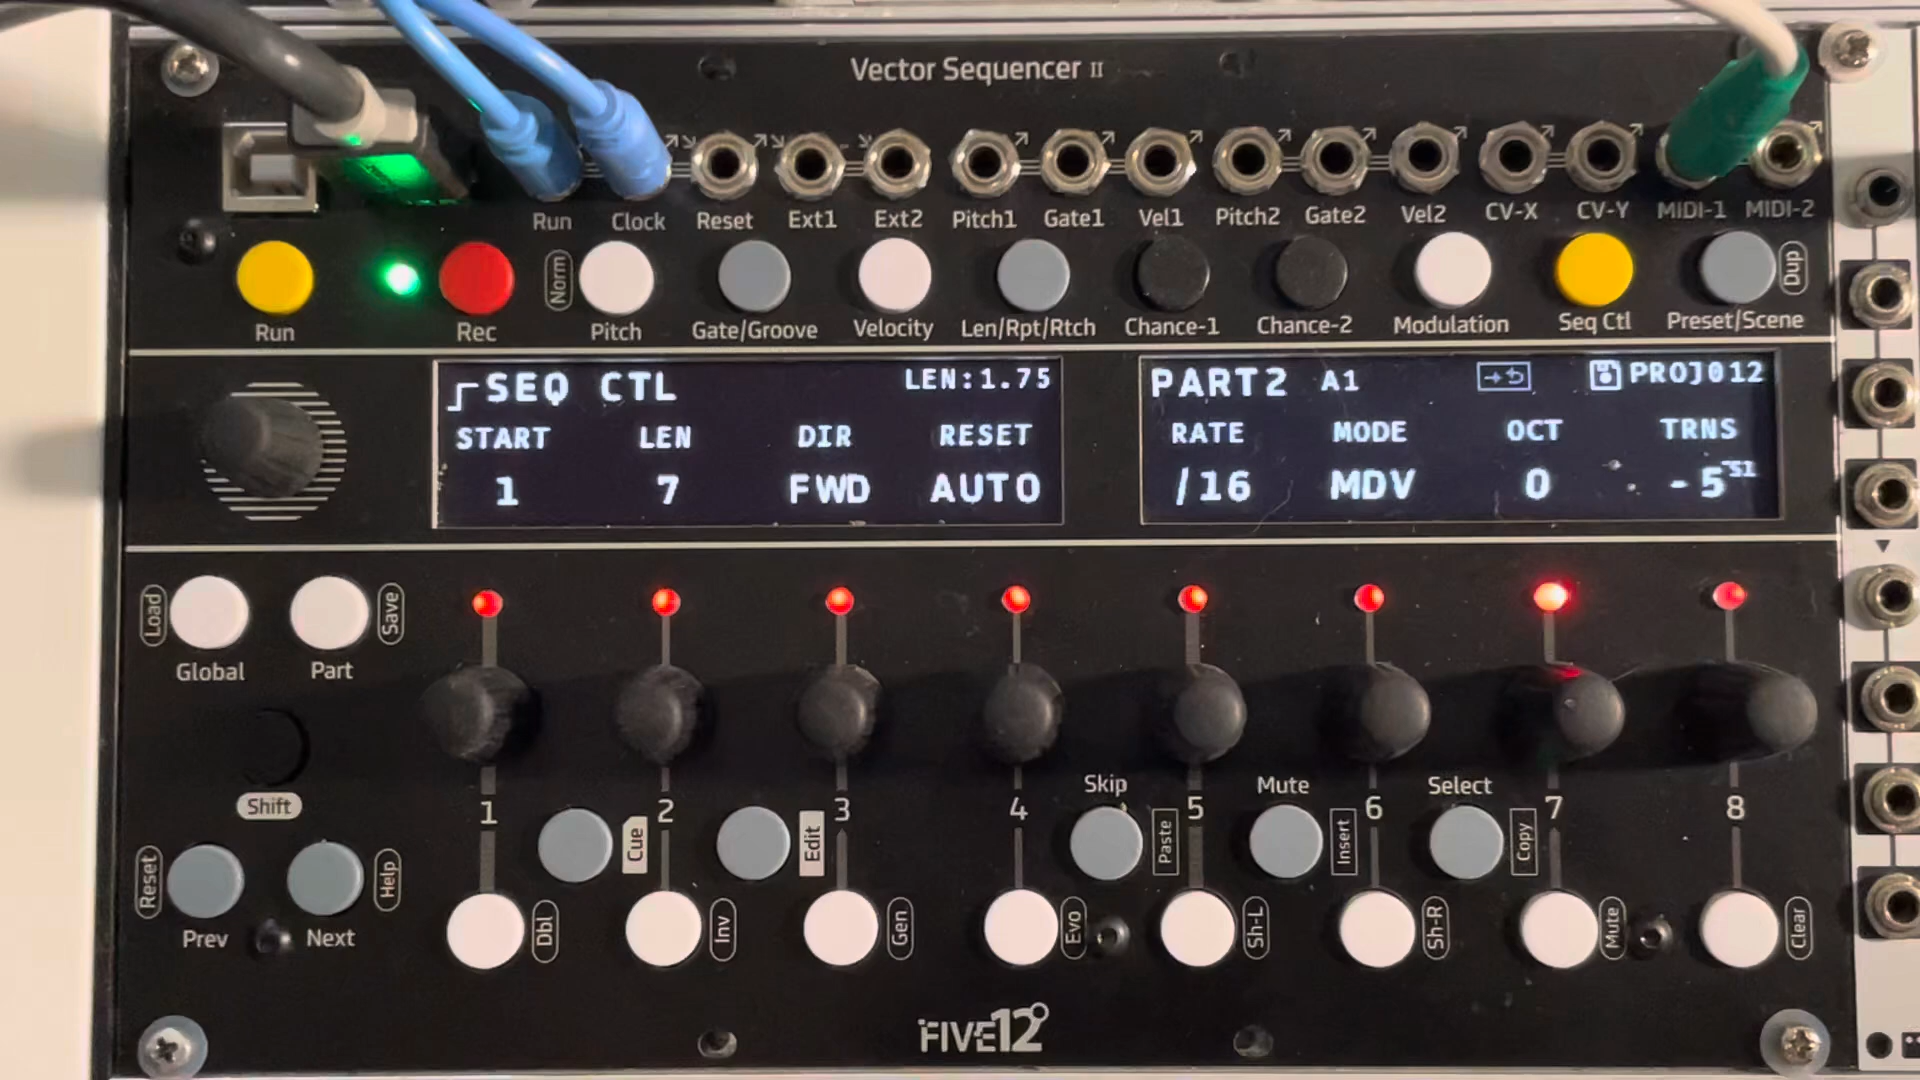 Vector Sequencer II
Run Clock Reset Ext1 Ext2 Pitch1 Gate1 Vel1 Pitch2 Gate2 Vel2 CV-X CV-Y MIDI-1 MIDI-2
Norm Dup
Run Rec Pitch Gate/Groove Velocity Len/Rpt/Rtch Chance-1 Chance-2 Modulation Seq Ctl Preset/Scene
SEQ CTL LEN:1.75
START LEN DIR RESET
1 7 FWD AUTO
PART2 A1 PROJ012
RATE MODE OCT TRNS
/16 MDV 0 -5 S1
Load Save
Global Part
Shift
Skip Mute Select
1 2 3 4 5 6 7 8
Cue Edit Paste Insert Copy
Reset Help
Prev Next
Dbl Inv Gen Evo Sh-L Sh-R Mute Clear
FIVE12